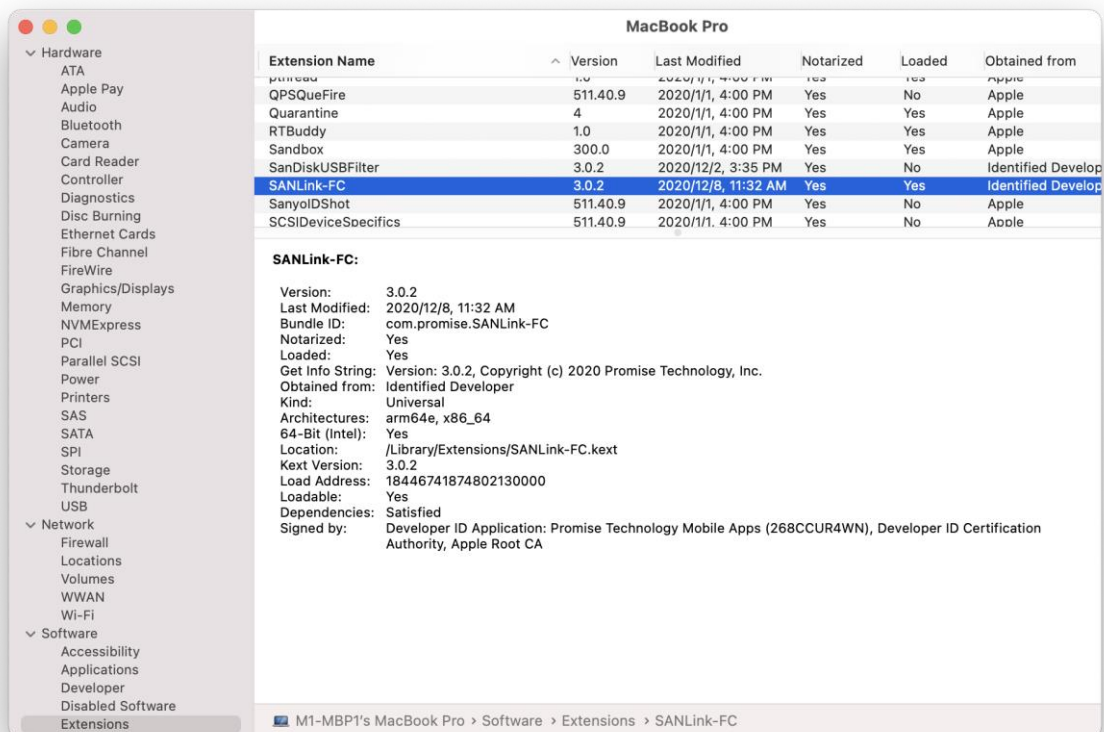 MacBook Pro
Hardware
ATA
Apple Pay
Audio
Bluetooth
Camera
Card Reader
Controller
Diagnostics
Disc Burning
Ethernet Cards
Fibre Channel
FireWire
Graphics/Displays
Memory
NVMExpress
PCI
Parallel SCSI
Power
Printers
SAS
SATA
SPI
Storage
Thunderbolt
USB
Network
Firewall
Locations
Volumes
WWAN
Wi-Fi
Software
Accessibility
Applications
Developer
Disabled Software
Extensions
Extension Name Version Last Modified Notarized Loaded Obtained from
pthread 1.0 2020/1/1, 4:00 PM Yes Yes Apple
QPSQueFire 511.40.9 2020/1/1, 4:00 PM Yes No Apple
Quarantine 4 2020/1/1, 4:00 PM Yes Yes Apple
RTBuddy 1.0 2020/1/1, 4:00 PM Yes Yes Apple
Sandbox 300.0 2020/1/1, 4:00 PM Yes Yes Apple
SanDiskUSBFilter 3.0.2 2020/12/2, 3:35 PM Yes No Identified Develop
SANLink-FC 3.0.2 2020/12/8, 11:32 AM Yes Yes Identified Develop
SanyoIDShot 511.40.9 2020/1/1, 4:00 PM Yes No Apple
SCSIDeviceSpecifics 511.40.9 2020/1/1, 4:00 PM Yes No Apple
SANLink-FC:
Version: 3.0.2
Last Modified: 2020/12/8, 11:32 AM
Bundle ID: com.promise.SANLink-FC
Notarized: Yes
Loaded: Yes
Get Info String: Version: 3.0.2, Copyright (c) 2020 Promise Technology, Inc.
Obtained from: Identified Developer
Kind: Universal
Architectures: arm64e, x86_64
64-Bit (Intel): Yes
Location: /Library/Extensions/SANLink-FC.kext
Kext Version: 3.0.2
Load Address: 18446741874802130000
Loadable: Yes
Dependencies: Satisfied
Signed by: Developer ID Application: Promise Technology Mobile Apps (268CCUR4WN), Developer ID Certification
Authority, Apple Root CA
M1-MBP1's MacBook Pro › Software › Extensions › SANLink-FC